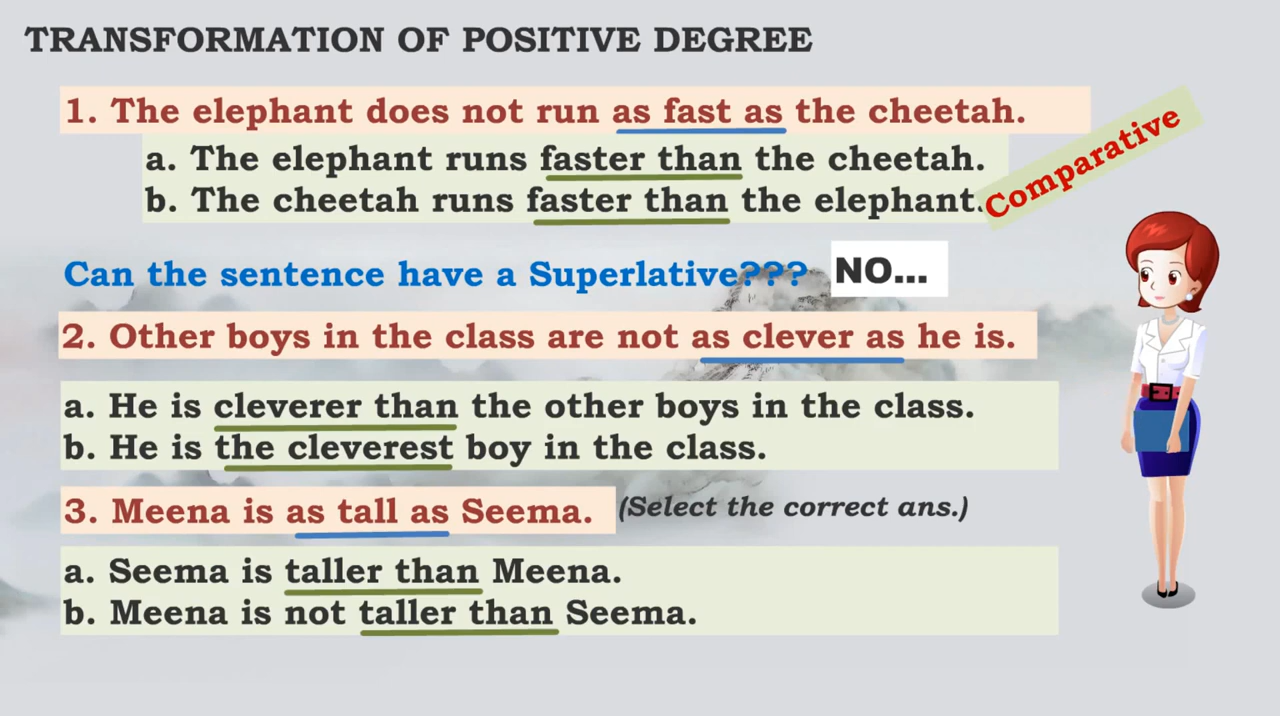 TRANSFORMATION OF POSITIVE DEGREE
1. The elephant does not run as fast as the cheetah.
a. The elephant runs faster than the cheetah.
b. The cheetah runs faster than the elephant.
Comparative
Can the sentence have a Superlative??? NO...
2. Other boys in the class are not as clever as he is.
a. He is cleverer than the other boys in the class.
b. He is the cleverest boy in the class.
3. Meena is as tall as Seema. (Select the correct ans.)
a. Seema is taller than Meena.
b. Meena is not taller than Seema.